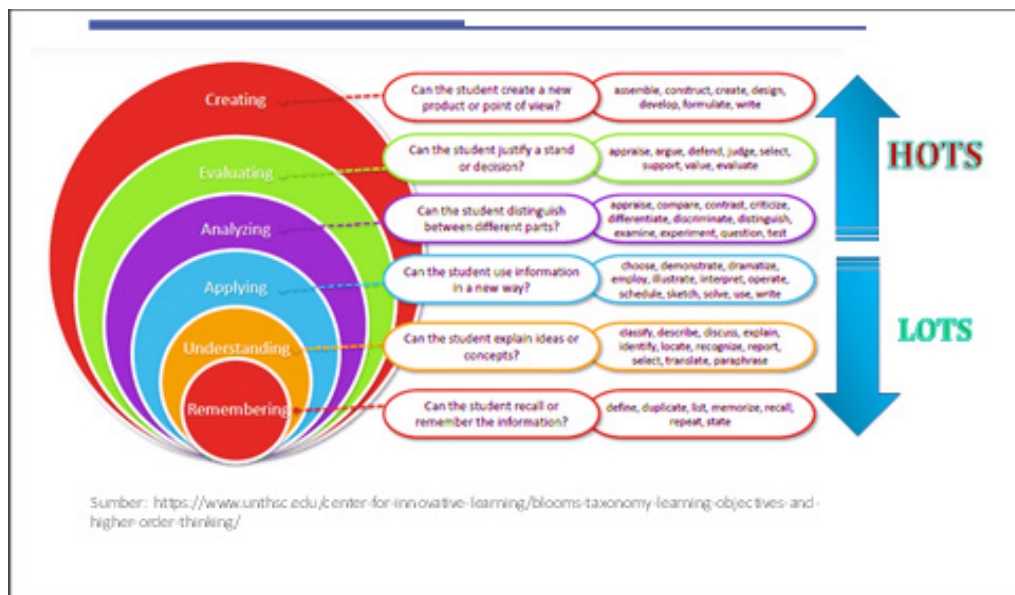 Creating
Can the student create a new
product or point of view?
assemble, construct, create, design,
develop, formulate, write
Evaluating
Can the student justify a stand
or decision?
appraise, argue, defend, judge, select,
support, value, evaluate
HOTS
Analyzing
Can the student distinguish
between different parts?
appraise, compare, contrast, criticize,
differentiate, discriminate, distinguish,
examine, experiment, question, test
Applying
Can the student use information
in a new way?
choose, demonstrate, dramatize,
employ, illustrate, interpret, operate,
schedule, sketch, solve, use, write
LOTS
Understanding
Can the student explain ideas or
concepts?
classify, describe, discuss, explain,
identify, locate, recognize, report,
select, translate, paraphrase
Remembering
Can the student recall or
remember the information?
define, duplicate, list, memorize, recall,
repeat, state
Sumber: https://www.unthsc.edu/center-for-innovative-learning/blooms-taxonomy-learning-objectives-and-
higher-order-thinking/